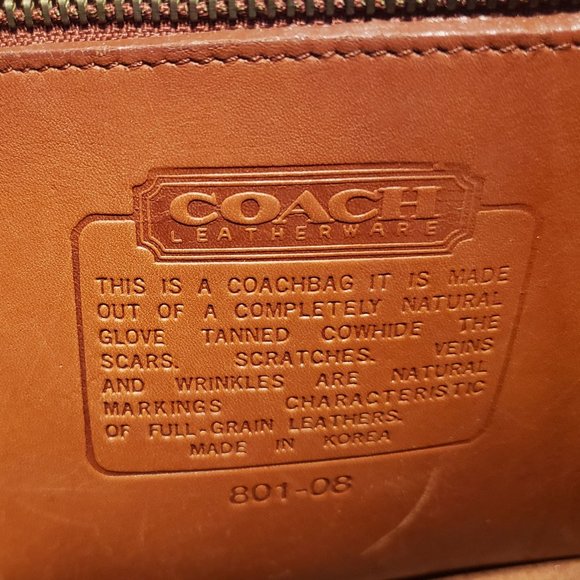 COACH
LEATHERWARE
THIS IS A COACHBAG IT IS MADE
OUT OF A COMPLETELY NATURAL
GLOVE TANNED COWHIDE THE
SCARS. SCRATCHES. VEINS
AND WRINKLES ARE NATURAL
MARKINGS CHARACTERISTIC
OF FULL-GRAIN LEATHERS.
MADE IN KOREA
801-08